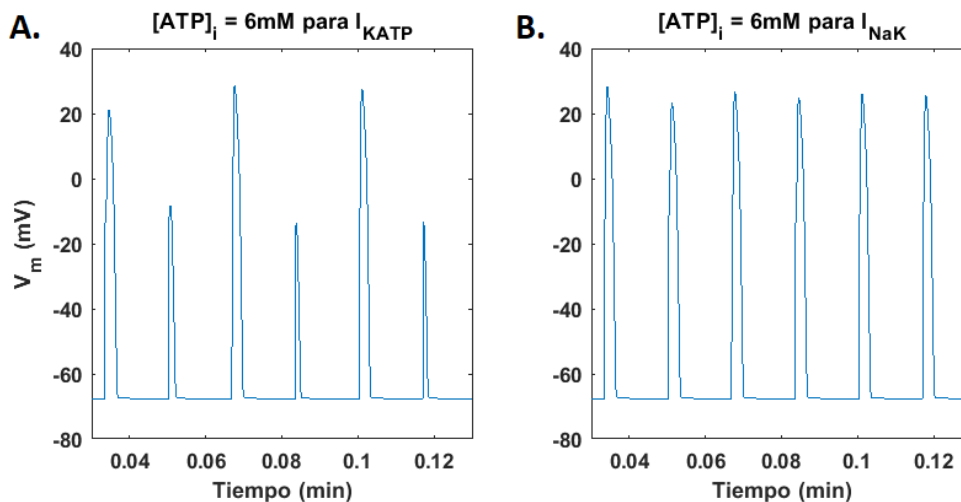 A.
[ATP]i = 6mM para IKATP
40
20
0
-20
-40
-60
-80
Vm (mV)
0.04 0.06 0.08 0.1 0.12
Tiempo (min)
B.
[ATP]i = 6mM para INaK
40
20
0
-20
-40
-60
-80
0.04 0.06 0.08 0.1 0.12
Tiempo (min)